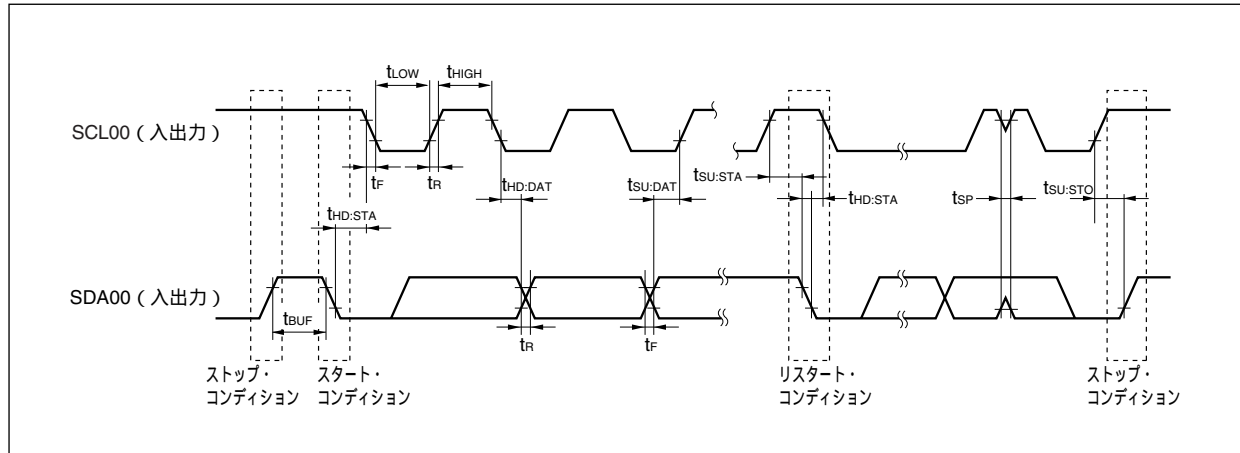 tLOW tHIGH
SCL00（入出力）
tF tR tHD:DAT tSU:DAT tSU:STA tHD:STA tSP tSU:STO
tHD:STA
SDA00（入出力）
tBUF tR tF
ストップ・ スタート・ リスタート・ ストップ・
コンディション コンディション コンディション コンディション